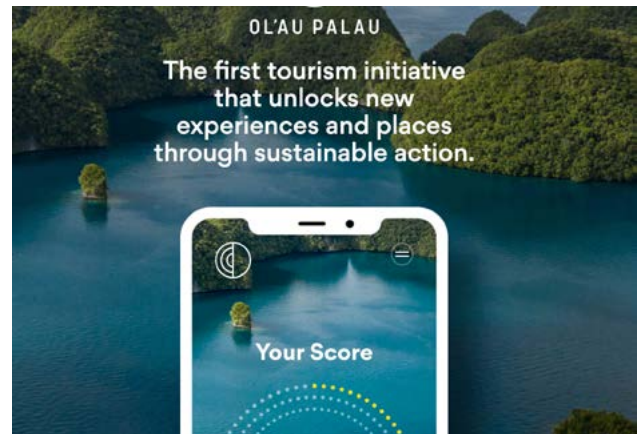 OL'AU PALAU
The first tourism initiative
that unlocks new
experiences and places
through sustainable action.
Your Score